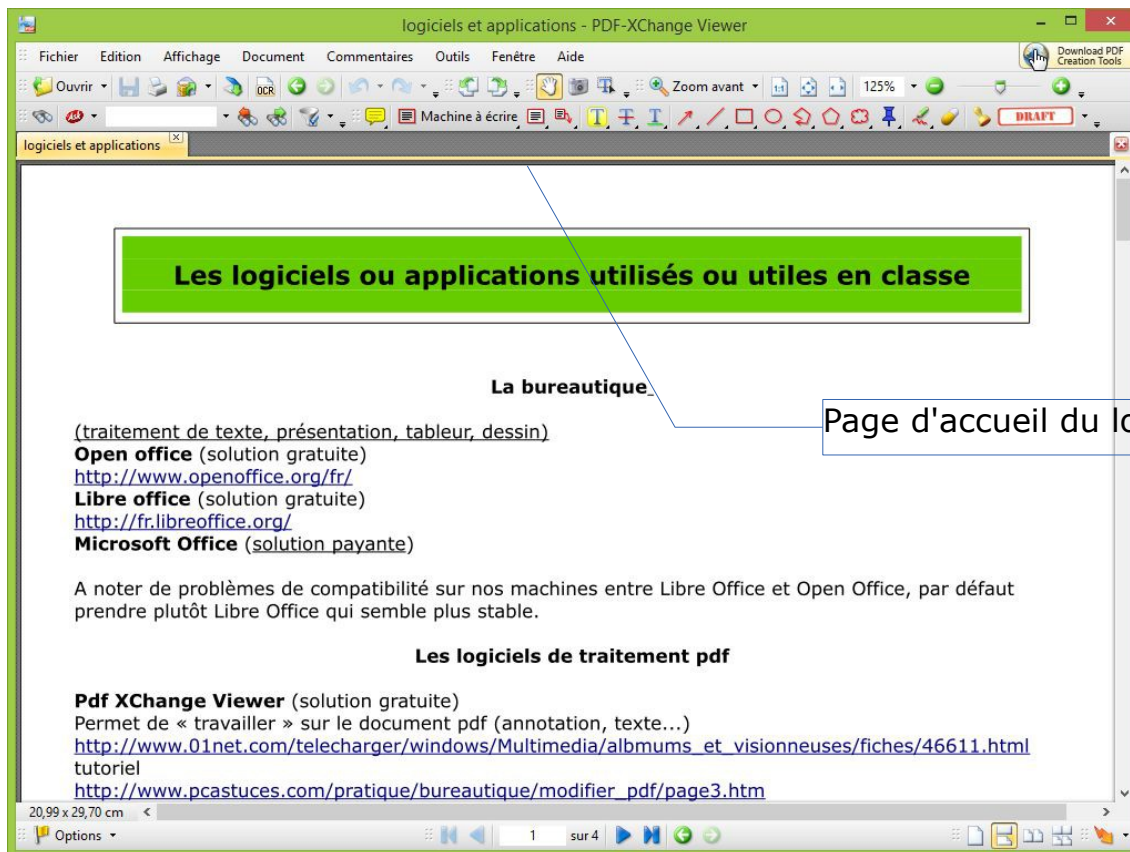 logiciels et applications - PDF-XChange Viewer
Fichier Edition Affichage Document Commentaires Outils Fenêtre Aide
Download PDF
Creation Tools
Ouvrir OCR Zoom avant 1:1 125%
Machine à écrire T T T DRAFT
logiciels et applications
Les logiciels ou applications utilisés ou utiles en classe
La bureautique
(traitement de texte, présentation, tableur, dessin)
Open office (solution gratuite)
http://www.openoffice.org/fr/
Libre office (solution gratuite)
http://fr.libreoffice.org/
Microsoft Office (solution payante)
Page d'accueil du lo
A noter de problèmes de compatibilité sur nos machines entre Libre Office et Open Office, par défaut
prendre plutôt Libre Office qui semble plus stable.
Les logiciels de traitement pdf
Pdf XChange Viewer (solution gratuite)
Permet de « travailler » sur le document pdf (annotation, texte...)
http://www.01net.com/telecharger/windows/Multimedia/albmums_et_visionneuses/fiches/46611.html
tutoriel
http://www.pcastuces.com/pratique/bureautique/modifier_pdf/page3.htm
20,99 x 29,70 cm
Options 1 sur 4